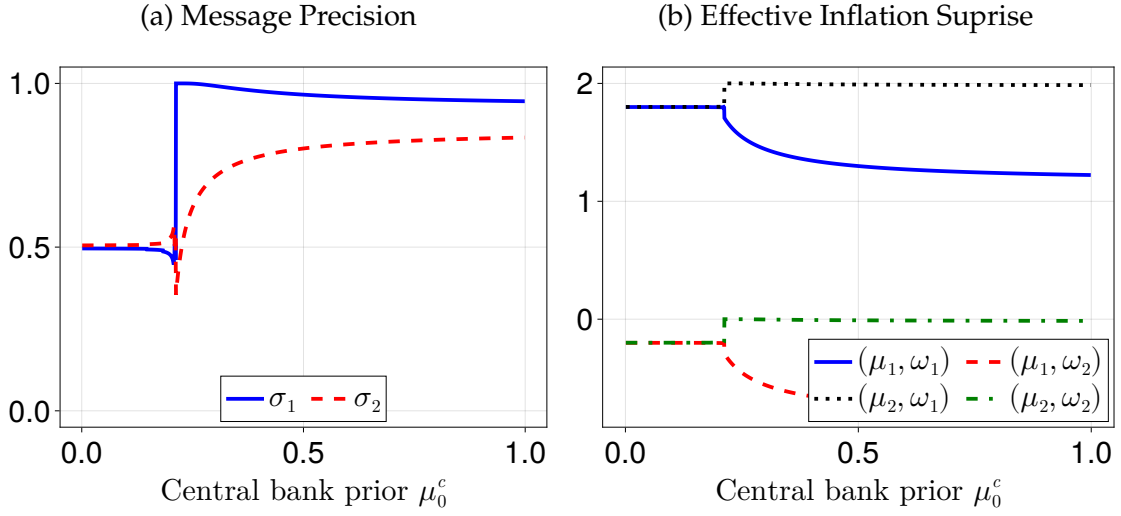 (a) Message Precision
1.0
0.5
0.0
σ₁ σ₂
0.0 0.5 1.0
Central bank prior μ₀ᶜ
(b) Effective Inflation Suprise
2
1
0
(μ₁, ω₁) (μ₁, ω₂)
(μ₂, ω₁) (μ₂, ω₂)
0.0 0.5 1.0
Central bank prior μ₀ᶜ